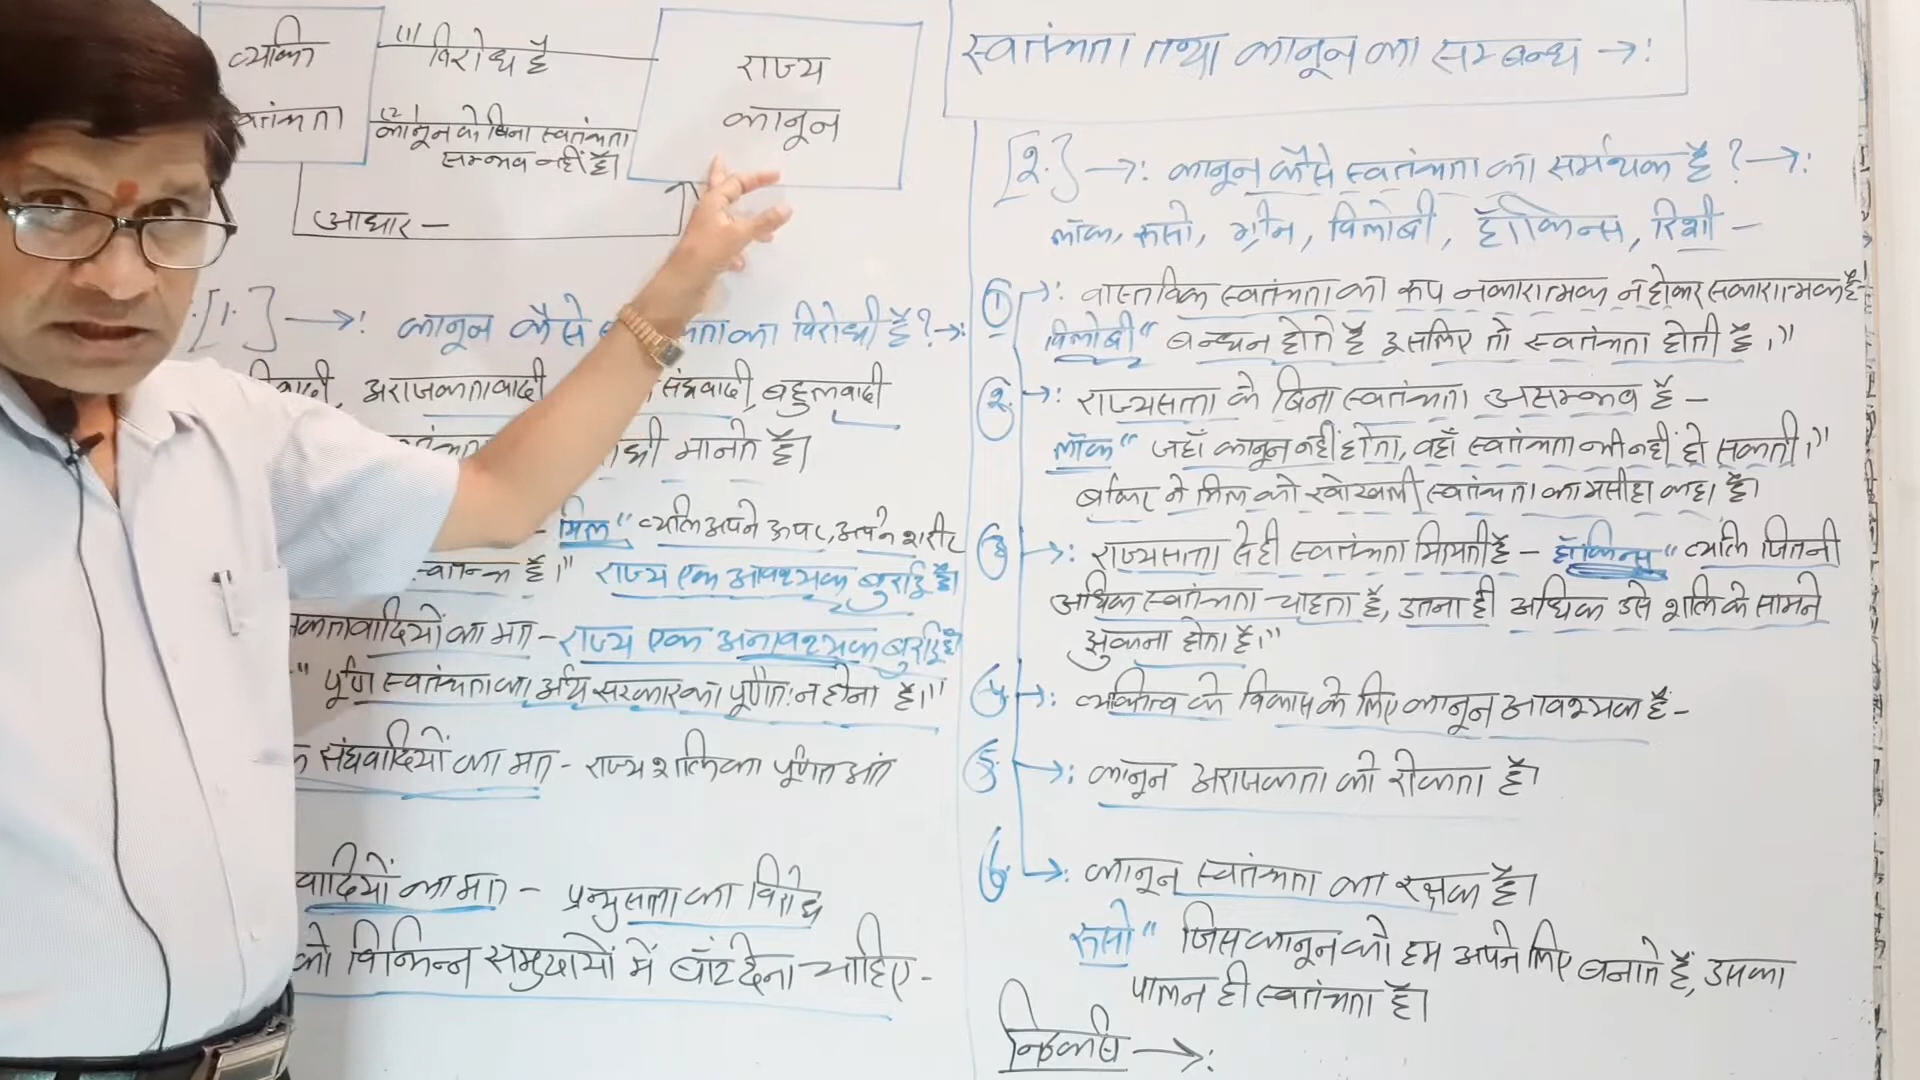 व्यक्ति
स्वतंत्रता
(1) विरोध है
(2) कानून के बिना स्वतंत्रता
सम्भव नहीं है।
राज्य
कानून
आधार –
[1.] → : कानून कैसे का विरोधी है? → :
अराजकतावादी संघवादी, बहुलवादी
मानते है।
– मिल " व्यक्ति अपने ऊपर, अपने शरीर
है।" राज्य एक आवश्यक बुराई है।
का मत – राज्य एक अनावश्यक बुराई है
" पूर्ण स्वतंत्रता का अर्थ सरकार का पूर्णतः न होना है।"
संघवादियों का मत – राज्य शक्ति का पूर्णत अंत
वादियों का मत – प्रभुसत्ता का विरोध
को विभिन्न समुदायों में बाँट देना चाहिए –
स्वतंत्रता तथा कानून का सम्बन्ध → :
[2.] → : कानून कैसे स्वतंत्रता का समर्थक है? → :
लॉक, रूसो, ग्रीन, विलोबी, हॉकिन्स, रिशी –
① → : वास्तविक स्वतंत्रता का रूप नकारात्मक न होकर सकारात्मक है
विलोबी " बन्धन होते है इसलिए तो स्वतंत्रता होती है।"
② → : राज्यसत्ता के बिना स्वतंत्रता असम्भव है –
लॉक " जहाँ कानून नहीं होता, वहाँ स्वतंत्रता भी नहीं हो सकती।"
बार्कर ने मिल को खोखली स्वतंत्रता का मसीहा कहा है।
③ → : राज्यसत्ता से ही स्वतंत्रता मिलती है – हॉकिन्स " व्यक्ति जितनी
अधिक स्वतंत्रता चाहता है, उतना ही अधिक उसे शक्ति के सामने
झुकना होता है।"
④ → : व्यक्तित्व के विकास के लिए कानून आवश्यक है –
⑤ → : कानून अराजकता को रोकता है।
⑥ → : कानून स्वतंत्रता का रक्षक है।
रूसो " जिस कानून को हम अपने लिए बनाते हैं, उसका
पालन ही स्वतंत्रता है।
निष्कर्ष → :